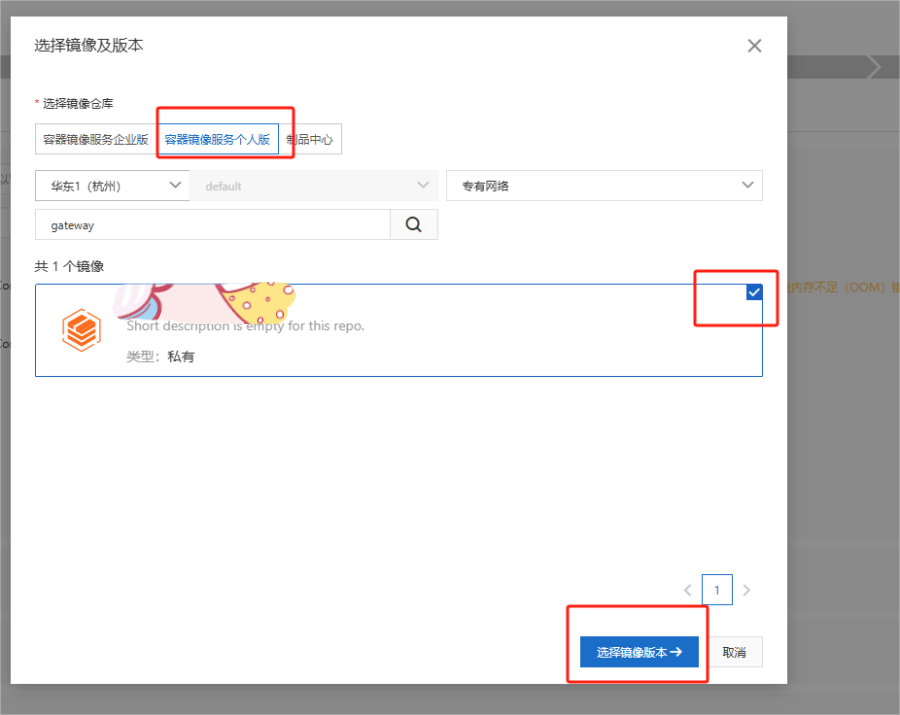 选择镜像及版本
* 选择镜像仓库
容器镜像服务企业版 容器镜像服务个人版 制品中心
华东1（杭州） default 专有网络
gateway
共 1 个镜像
内存不足（OOM）
Short description is empty for this repo.
类型：私有
1
选择镜像版本→ 取消